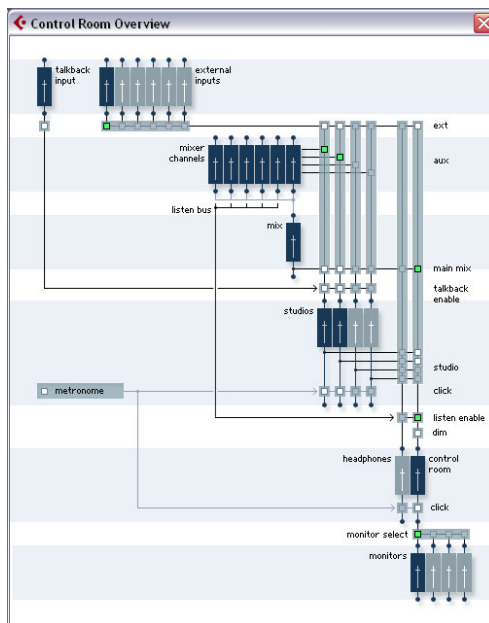 Control Room Overview
talkback
input
external
inputs
ext
mixer
channels
aux
listen bus
mix
main mix
talkback
enable
studios
studio
metronome
click
listen enable
dim
headphones
control
room
click
monitor select
monitors